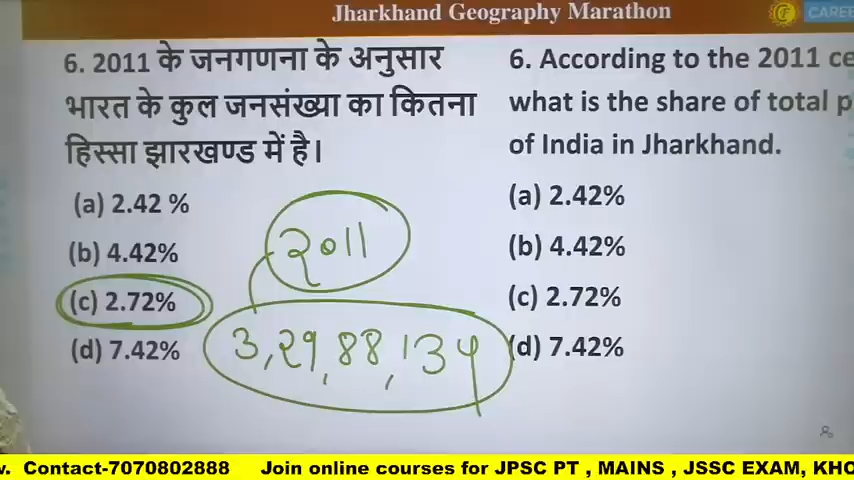 Jharkhand Geography Marathon
CAREE
6. 2011 के जनगणना के अनुसार
भारत के कुल जनसंख्या का कितना
हिस्सा झारखण्ड में है।
(a) 2.42 %
(b) 4.42%
(c) 2.72%
(d) 7.42%
2011
3,29,88,134
6. According to the 2011 ce
what is the share of total p
of India in Jharkhand.
(a) 2.42%
(b) 4.42%
(c) 2.72%
(d) 7.42%
v. Contact-7070802888 Join online courses for JPSC PT , MAINS , JSSC EXAM, KHO